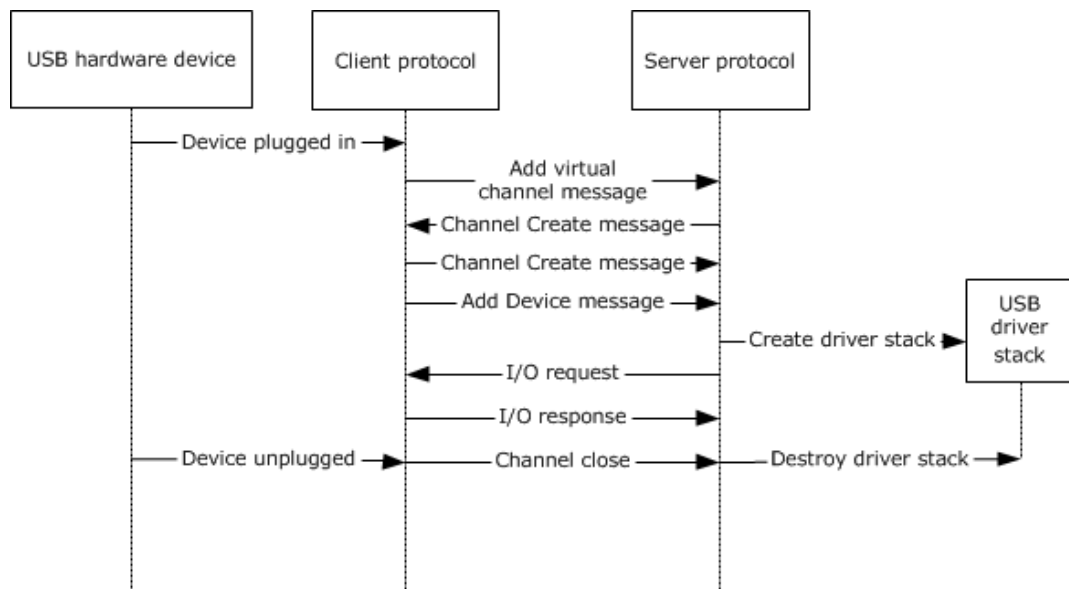 USB hardware device
Client protocol
Server protocol
Device plugged in
Add virtual
channel message
Channel Create message
Channel Create message
Add Device message
USB
driver
stack
Create driver stack
I/O request
I/O response
Device unplugged
Channel close
Destroy driver stack